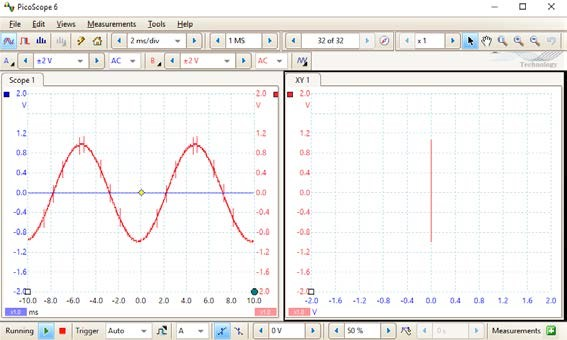 PicoScope 6
File Edit Views Measurements Tools Help
2 ms/div 1 MS 32 of 32 x 1
A ±2 V AC B ±2 V AC
Technology
Scope 1
2.0 2.0
V V
1.2 1.2
0.8 0.8
0.4 0.4
0.0 0.0
-0.4 -0.4
-0.8 -0.8
-1.2 -1.2
-1.6 -1.6
-2.0 -2.0
-10.0 -8.0 -6.0 -4.0 -2.0 0.0 2.0 4.0 6.0 8.0 10.0
x1.0 ms x1.0
XY 1
2.0
V
1.2
0.8
0.4
0.0
-0.4
-0.8
-1.2
-1.6
-2.0
-2.0 -1.6 -1.2 -0.8 -0.4 0.0 0.4 0.8 1.2 1.6 2.0
x1.0 V
Running Trigger Auto A 0 V 50 % 0 s Measurements